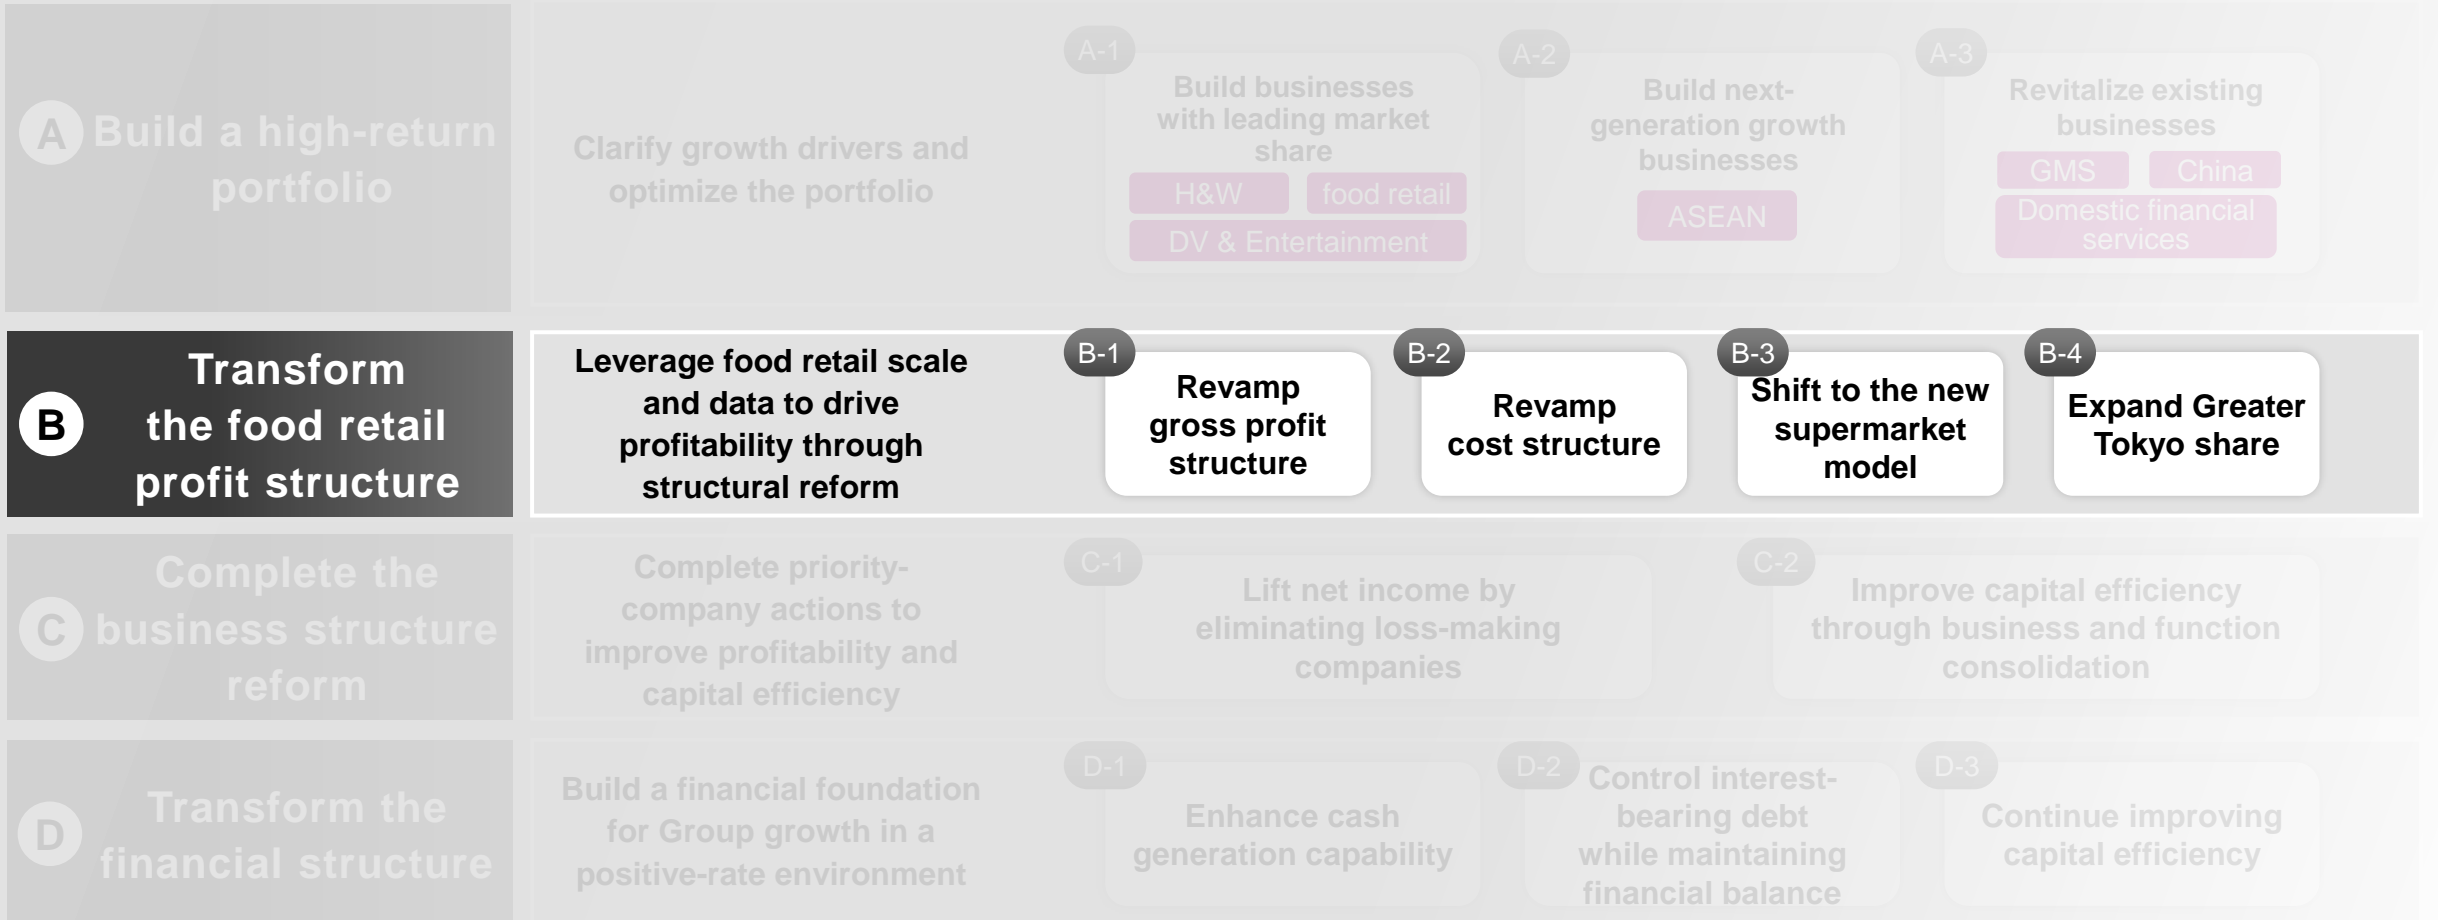 A
Build a high-return
portfolio
Clarify growth drivers and
optimize the portfolio
A-1
Build businesses
with leading market
share
H&W
food retail
DV & Entertainment
A-2
Build next-
generation growth
businesses
ASEAN
A-3
Revitalize existing
businesses
GMS
China
Domestic financial
services
B
Transform
the food retail
profit structure
Leverage food retail scale
and data to drive
profitability through
structural reform
B-1
Revamp
gross profit
structure
B-2
Revamp
cost structure
B-3
Shift to the new
supermarket
model
B-4
Expand Greater
Tokyo share
C
Complete the
business structure
reform
Complete priority-
company actions to
improve profitability and
capital efficiency
C-1
Lift net income by
eliminating loss-making
companies
C-2
Improve capital efficiency
through business and function
consolidation
D
Transform the
financial structure
Build a financial foundation
for Group growth in a
positive-rate environment
D-1
Enhance cash
generation capability
D-2
Control interest-
bearing debt
while maintaining
financial balance
D-3
Continue improving
capital efficiency